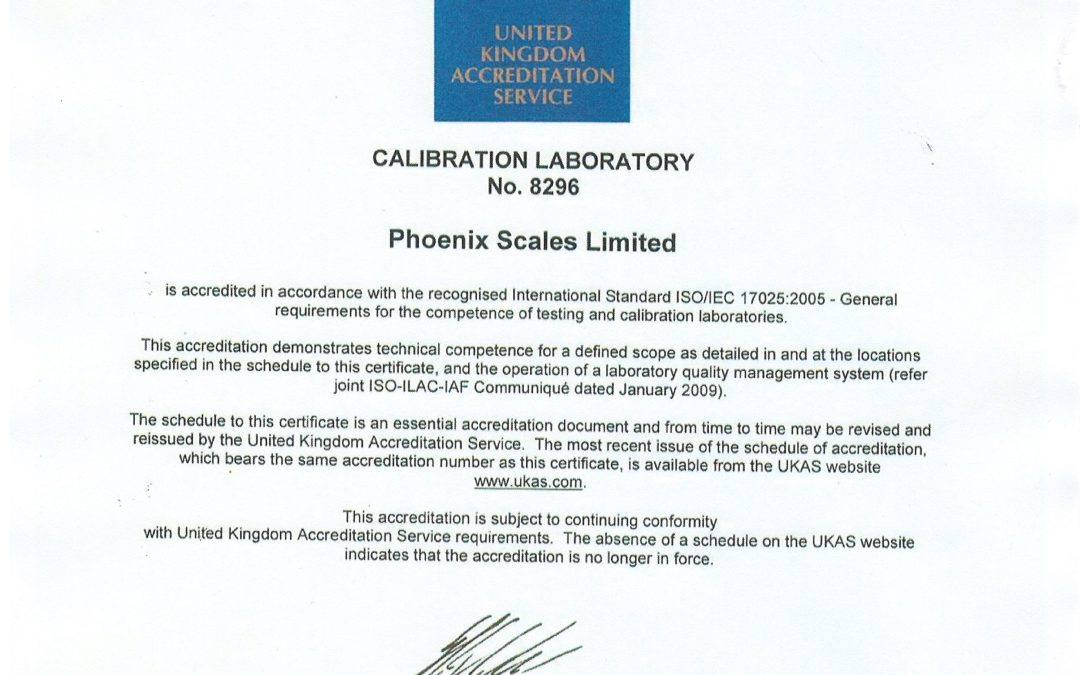 UNITED
KINGDOM
ACCREDITATION
SERVICE
CALIBRATION LABORATORY
No. 8296
Phoenix Scales Limited
is accredited in accordance with the recognised International Standard ISO/IEC 17025:2005 - General
requirements for the competence of testing and calibration laboratories.
This accreditation demonstrates technical competence for a defined scope as detailed in and at the locations
specified in the schedule to this certificate, and the operation of a laboratory quality management system (refer
joint ISO-ILAC-IAF Communiqué dated January 2009).
The schedule to this certificate is an essential accreditation document and from time to time may be revised and
reissued by the United Kingdom Accreditation Service. The most recent issue of the schedule of accreditation,
which bears the same accreditation number as this certificate, is available from the UKAS website
www.ukas.com.
This accreditation is subject to continuing conformity
with United Kingdom Accreditation Service requirements. The absence of a schedule on the UKAS website
indicates that the accreditation is no longer in force.